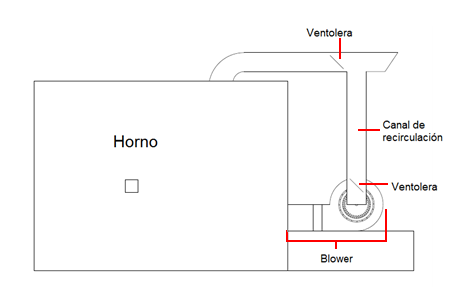 Ventolera
Horno
Canal de
recirculación
Ventolera
Blower